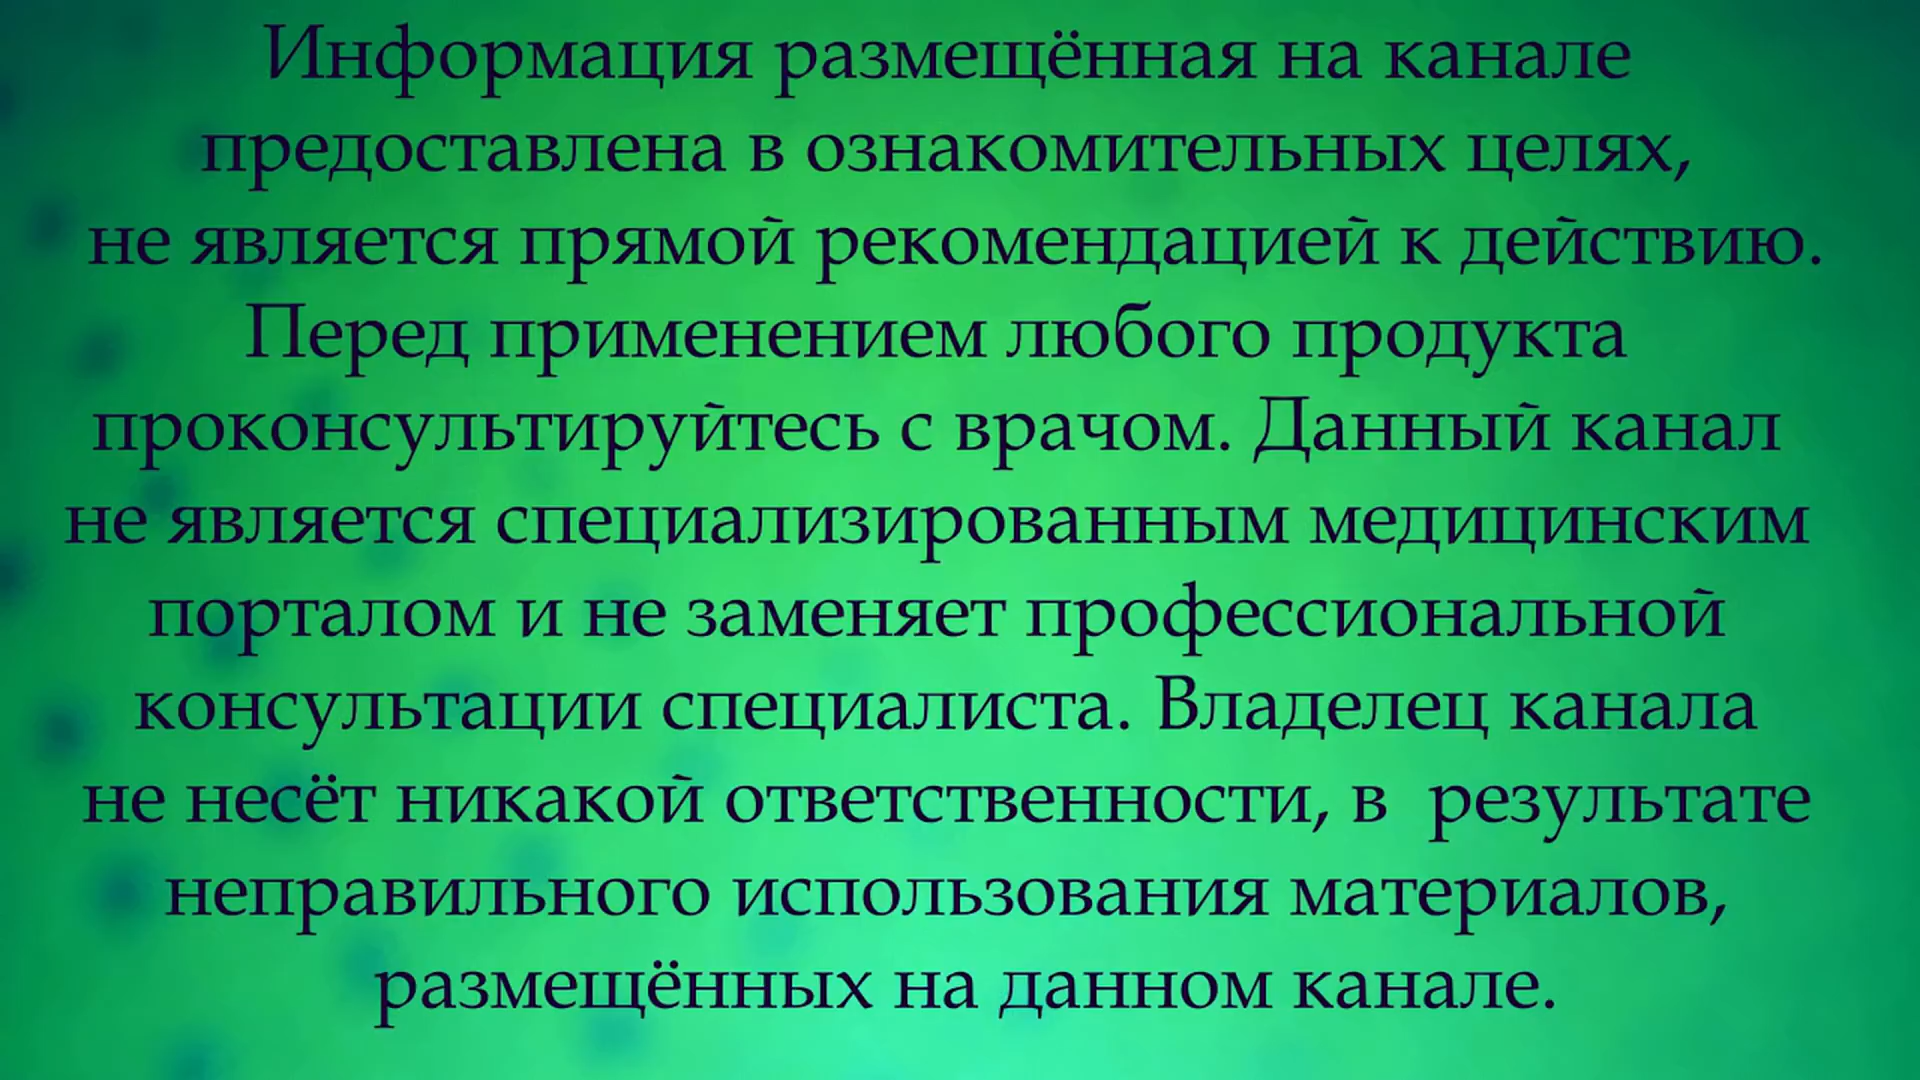 Информация размещённая на канале
предоставлена в ознакомительных целях,
не является прямой рекомендацией к действию.
Перед применением любого продукта
проконсультируйтесь с врачом. Данный канал
не является специализированным медицинским
порталом и не заменяет профессиональной
консультации специалиста. Владелец канала
не несёт никакой ответственности, в  результате
неправильного использования материалов,
размещённых на данном канале.